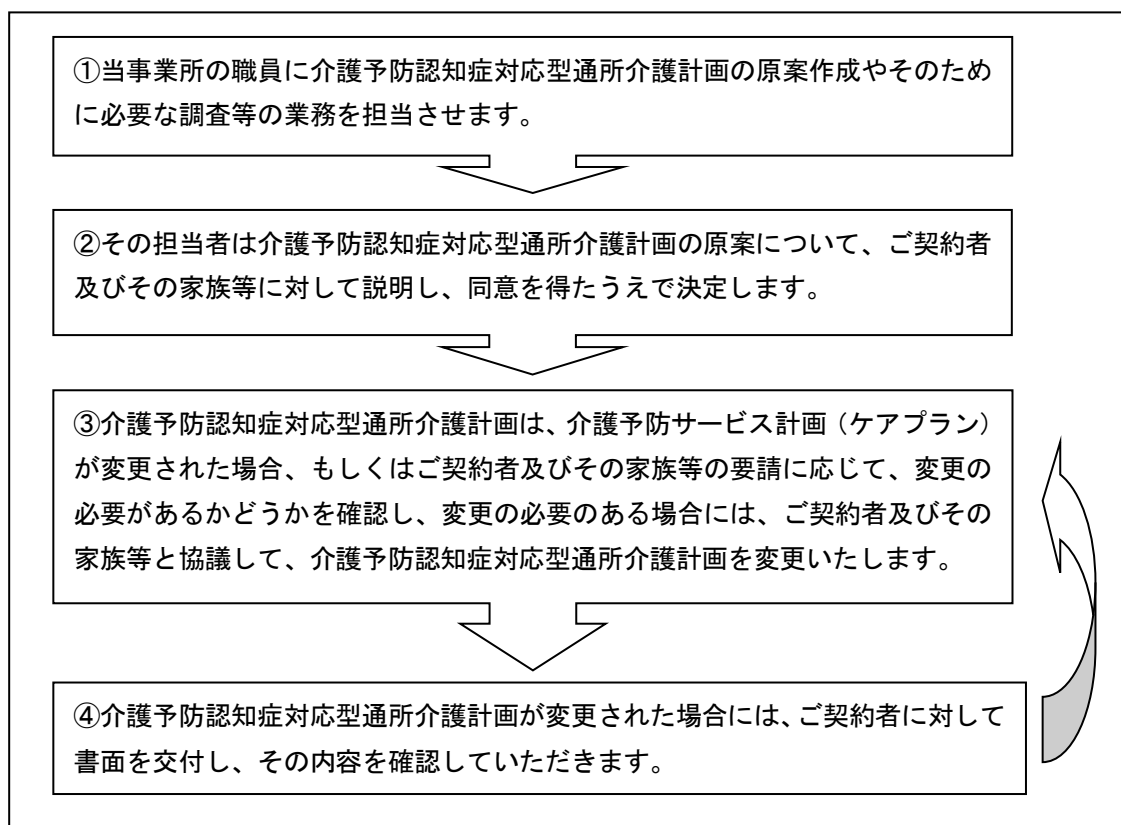 ①当事業所の職員に介護予防認知症対応型通所介護計画の原案作成やそのため
に必要な調査等の業務を担当させます。
②その担当者は介護予防認知症対応型通所介護計画の原案について、ご契約者
及びその家族等に対して説明し、同意を得たうえで決定します。
③介護予防認知症対応型通所介護計画は、介護予防サービス計画（ケアプラン）
が変更された場合、もしくはご契約者及びその家族等の要請に応じて、変更の
必要があるかどうかを確認し、変更の必要のある場合には、ご契約者及びその
家族等と協議して、介護予防認知症対応型通所介護計画を変更いたします。
④介護予防認知症対応型通所介護計画が変更された場合には、ご契約者に対して
書面を交付し、その内容を確認していただきます。